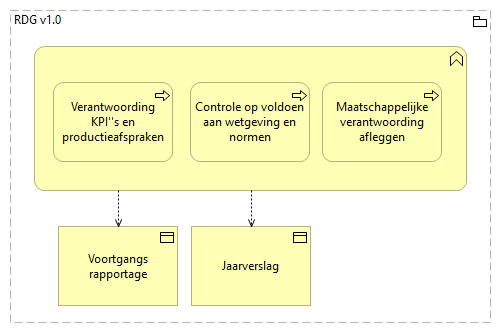 RDG v1.0
Verantwoording
KPI''s en
productieafspraken
Controle op voldoen
aan wetgeving en
normen
Maatschappelijke
verantwoording
afleggen
Voortgangs
rapportage
Jaarverslag